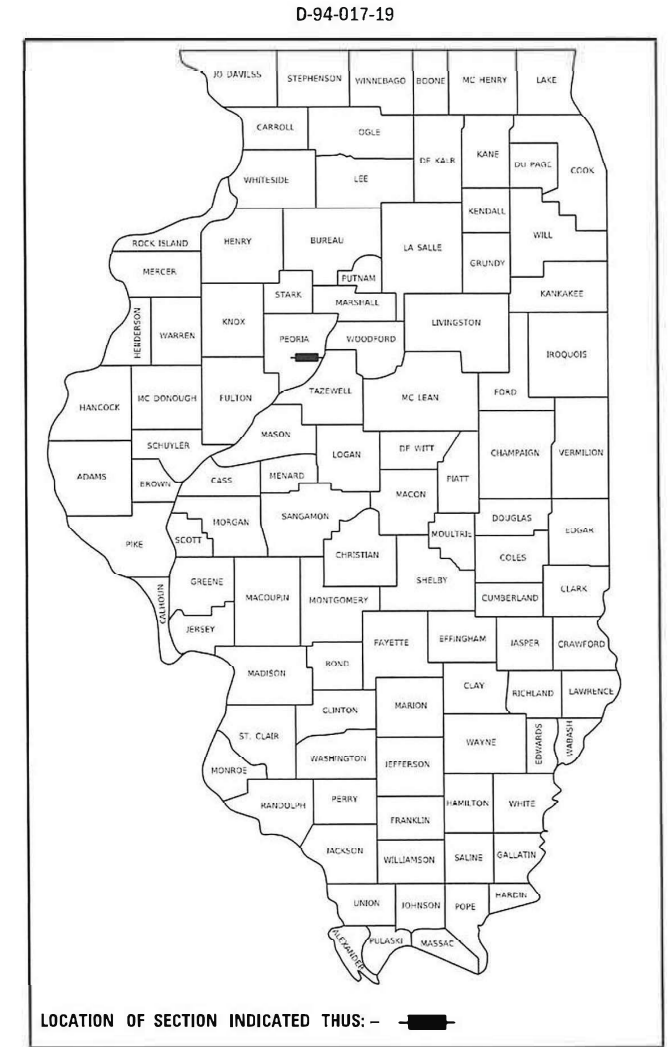 D-94-017-19
JO DAVIESS STEPHENSON WINNEBAGO BOONE MC HENRY LAKE
CARROLL OGLE DE KALB KANE DU PAGE COOK
WHITESIDE LEE
KENDALL
ROCK ISLAND HENRY BUREAU LA SALLE WILL
MERCER PUTNAM GRUNDY
STARK MARSHALL KANKAKEE
HENDERSON WARREN KNOX PEORIA WOODFORD LIVINGSTON IROQUOIS
HANCOCK MC DONOUGH FULTON TAZEWELL MC LEAN FORD
MASON
SCHUYLER LOGAN DE WITT CHAMPAIGN VERMILION
ADAMS BROWN CASS MENARD PIATT
MACON
PIKE SCOTT MORGAN SANGAMON MOULTRIE DOUGLAS EDGAR
CHRISTIAN COLES
CALHOUN GREENE MACOUPIN MONTGOMERY SHELBY CUMBERLAND CLARK
JERSEY FAYETTE EFFINGHAM JASPER CRAWFORD
MADISON BOND
CLAY RICHLAND LAWRENCE
CLINTON MARION
ST. CLAIR WAYNE EDWARDS WABASH
MONROE WASHINGTON JEFFERSON
RANDOLPH PERRY HAMILTON WHITE
FRANKLIN
JACKSON WILLIAMSON SALINE GALLATIN
UNION JOHNSON POPE HARDIN
ALEXANDER PULASKI MASSAC
LOCATION OF SECTION INDICATED THUS: –